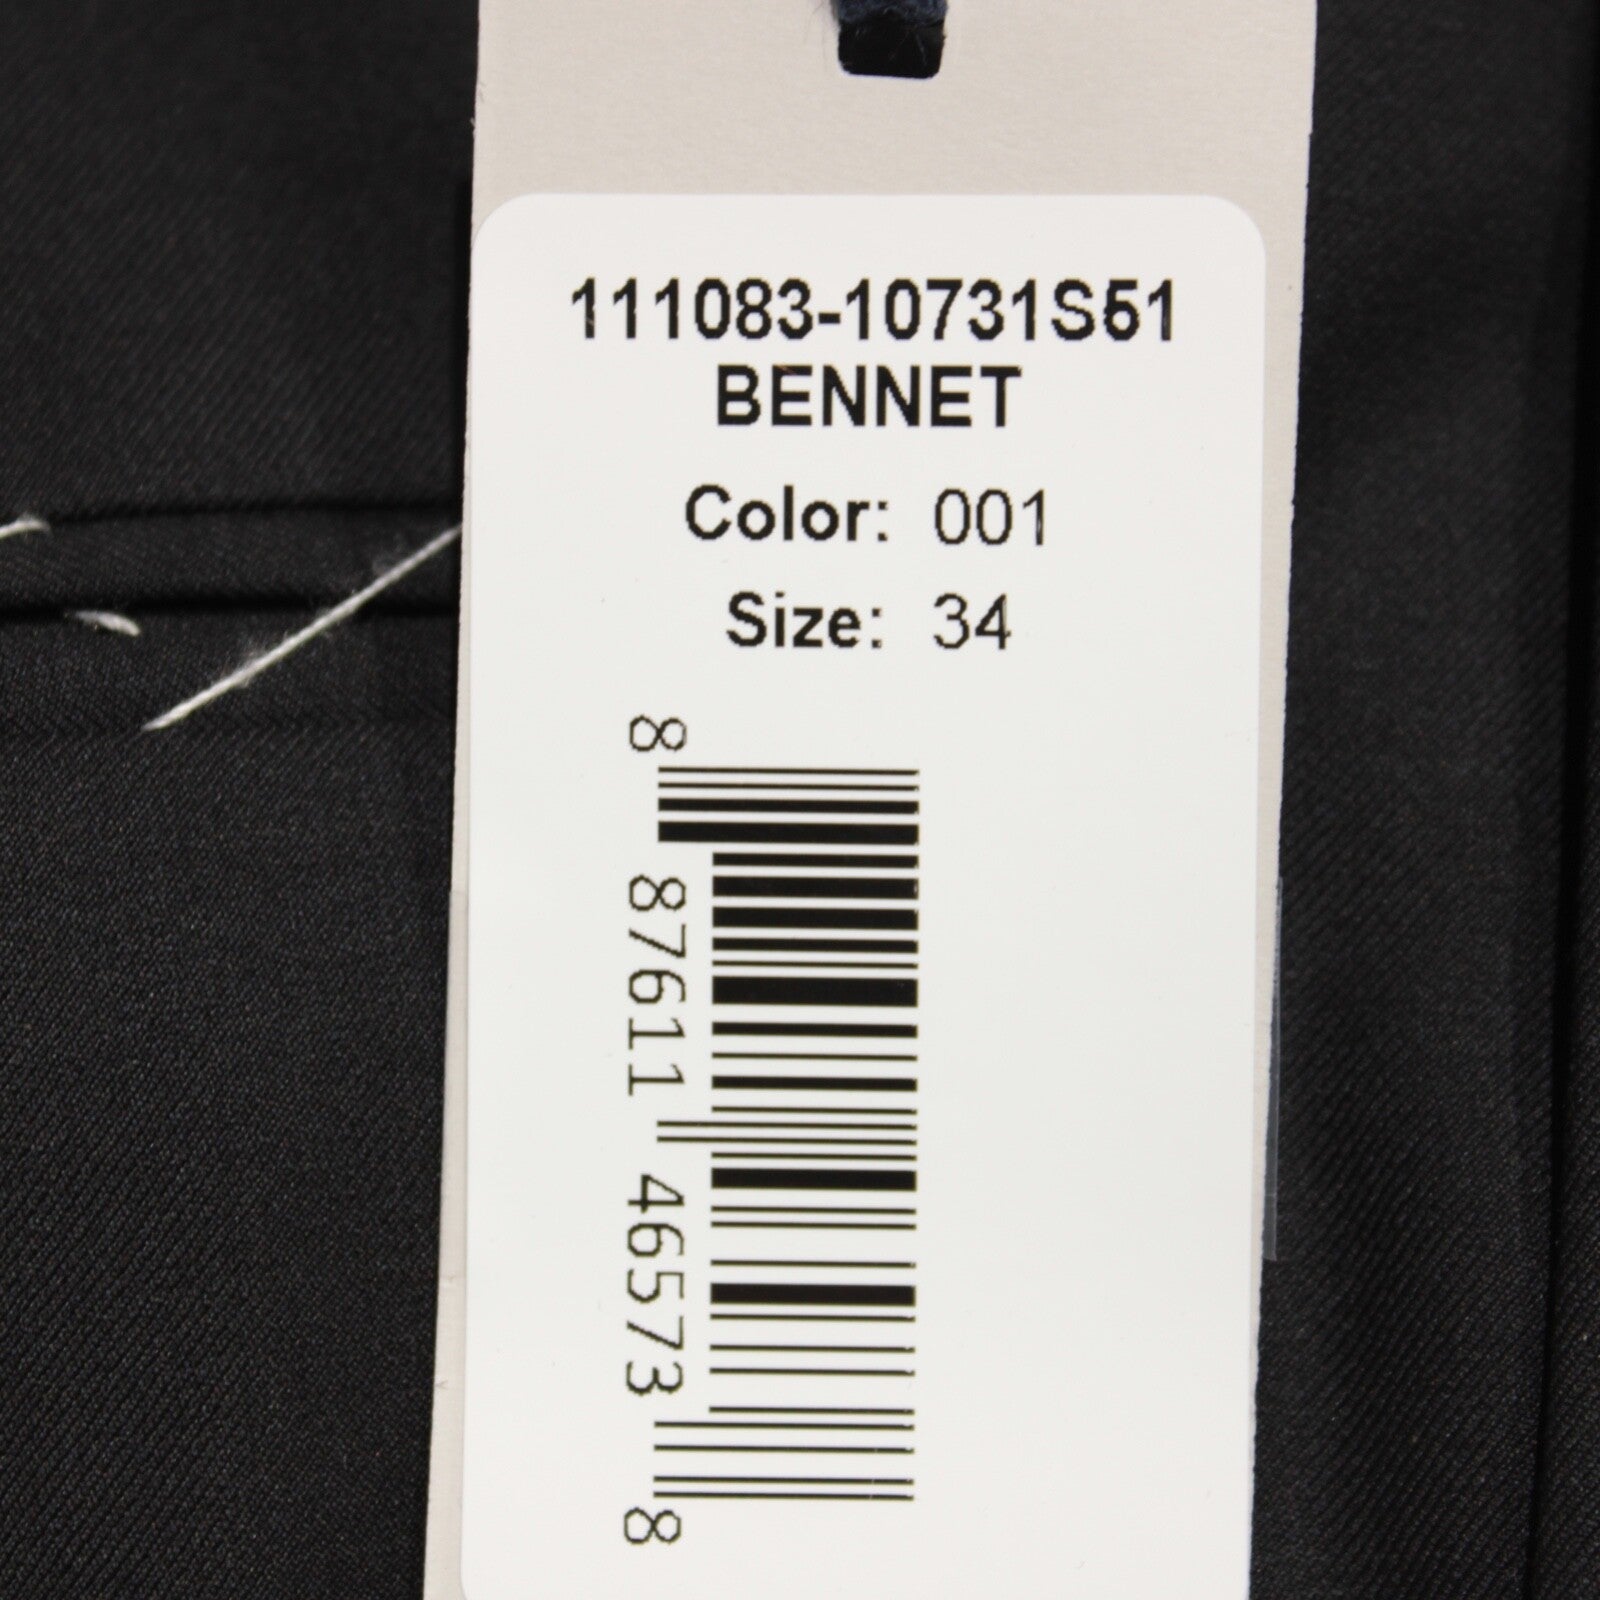 111083-10731S51
BENNET
Color: 001
Size: 34
8 87611 46573 8